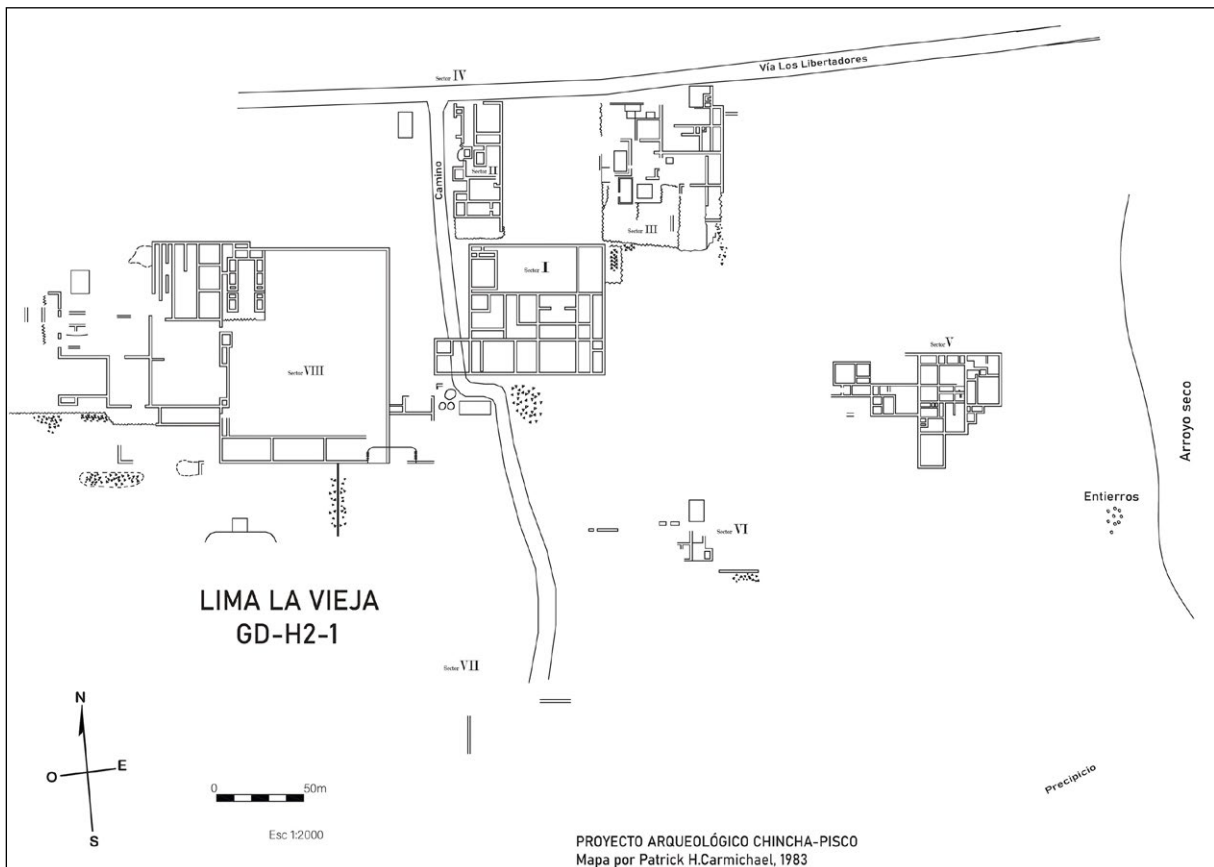 Sector IV
Vía Los Libertadores
Camino
Sector II
Sector III
Sector I
Sector VIII
Sector V
Arroyo seco
Entierros
Sector VI
LIMA LA VIEJA
GD-H2-1
Sector VII
N
O E
S
0 50m
Esc 1:2000
Precipicio
PROYECTO ARQUEOLÓGICO CHINCHA-PISCO
Mapa por Patrick H.Carmichael, 1983